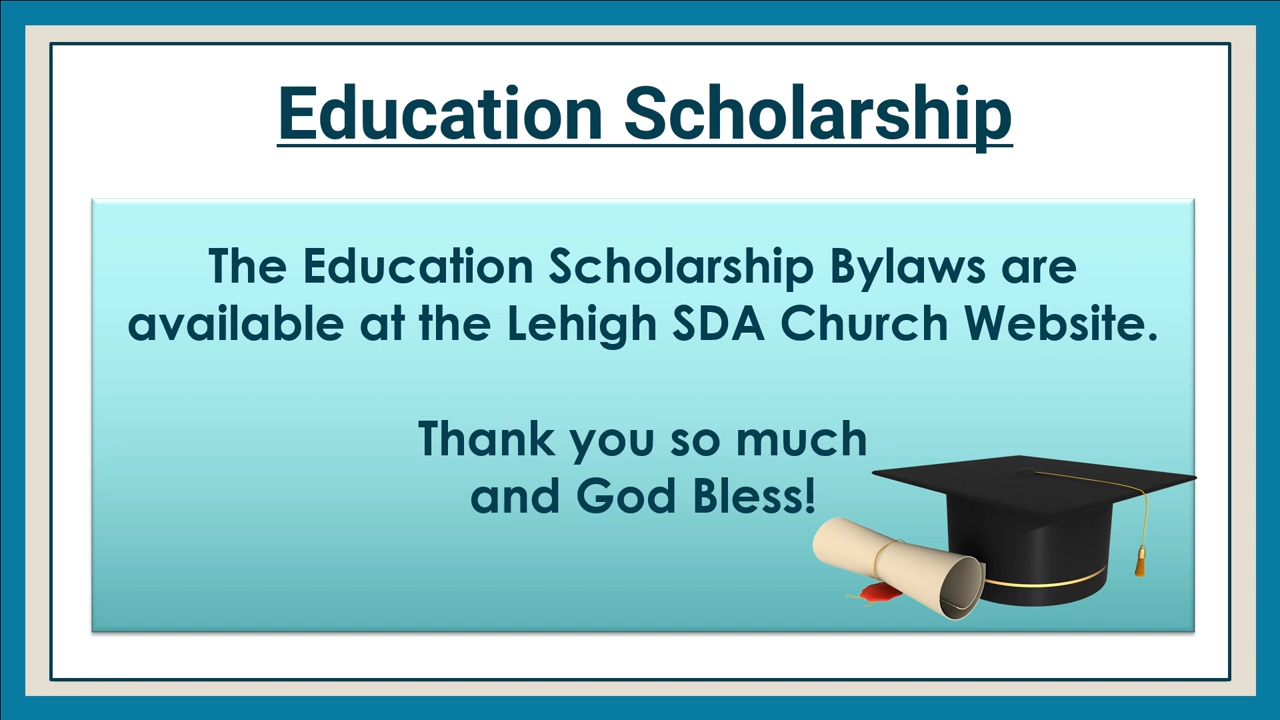 Education Scholarship
The Education Scholarship Bylaws are
available at the Lehigh SDA Church Website.
Thank you so much
and God Bless!